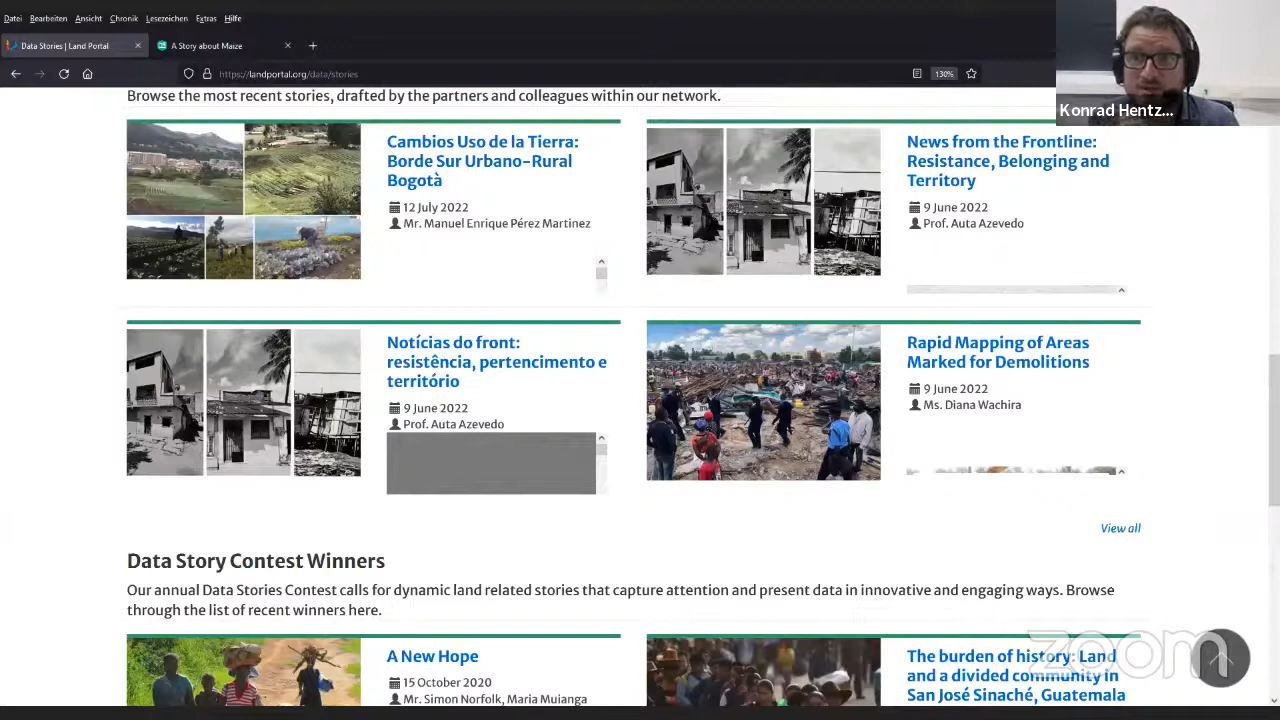 Datei Bearbeiten Ansicht Chronik Lesezeichen Extras Hilfe
Data Stories | Land Portal
A Story about Maize
https://landportal.org/data/stories
130%
Konrad Hentz...
Browse the most recent stories, drafted by the partners and colleagues within our network.
Cambios Uso de la Tierra:
Borde Sur Urbano-Rural
Bogotà
12 July 2022
Mr. Manuel Enrique Pérez Martinez
News from the Frontline:
Resistance, Belonging and
Territory
9 June 2022
Prof. Auta Azevedo
Notícias do front:
resistência, pertencimento e
território
9 June 2022
Prof. Auta Azevedo
Rapid Mapping of Areas
Marked for Demolitions
9 June 2022
Ms. Diana Wachira
View all
Data Story Contest Winners
Our annual Data Stories Contest calls for dynamic land related stories that capture attention and present data in innovative and engaging ways. Browse
through the list of recent winners here.
A New Hope
15 October 2020
Mr. Simon Norfolk, Maria Muianga
The burden of history: Land
and a divided community in
San José Sinaché, Guatemala
zoom